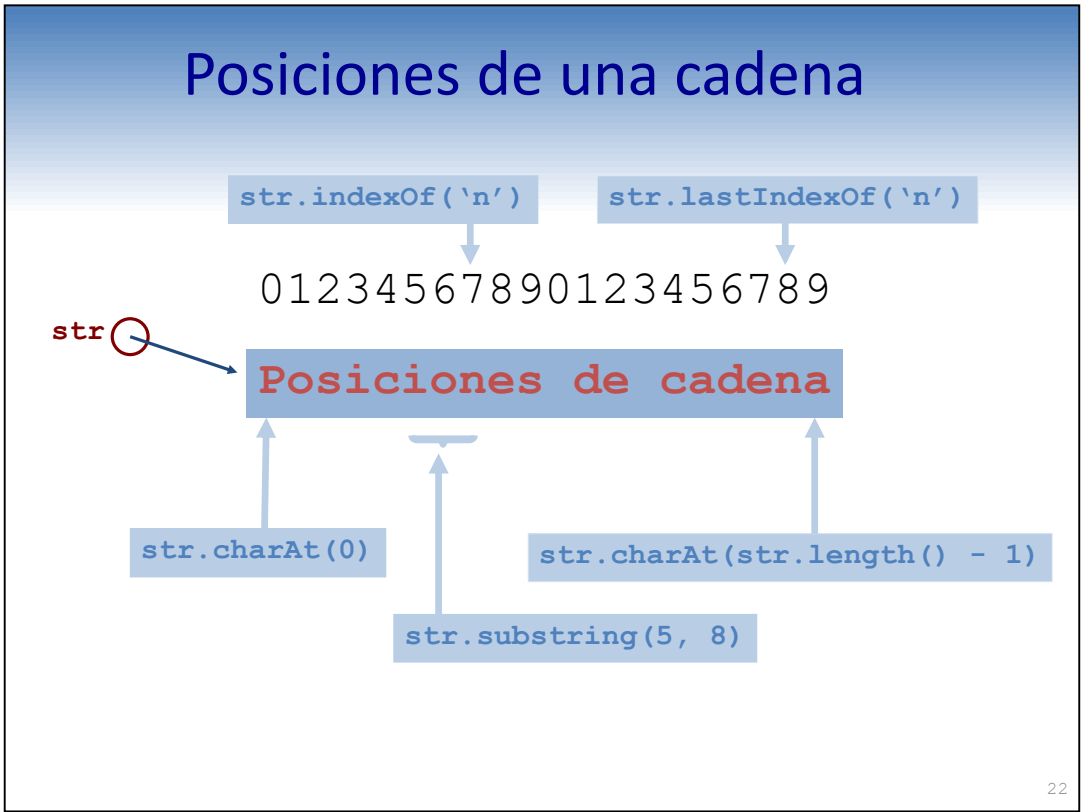 Posiciones de una cadena
str.indexOf(‘n’)
str.lastIndexOf(‘n’)
01234567890123456789
str
Posiciones de cadena
str.charAt(0)
str.charAt(str.length() - 1)
str.substring(5, 8)
22